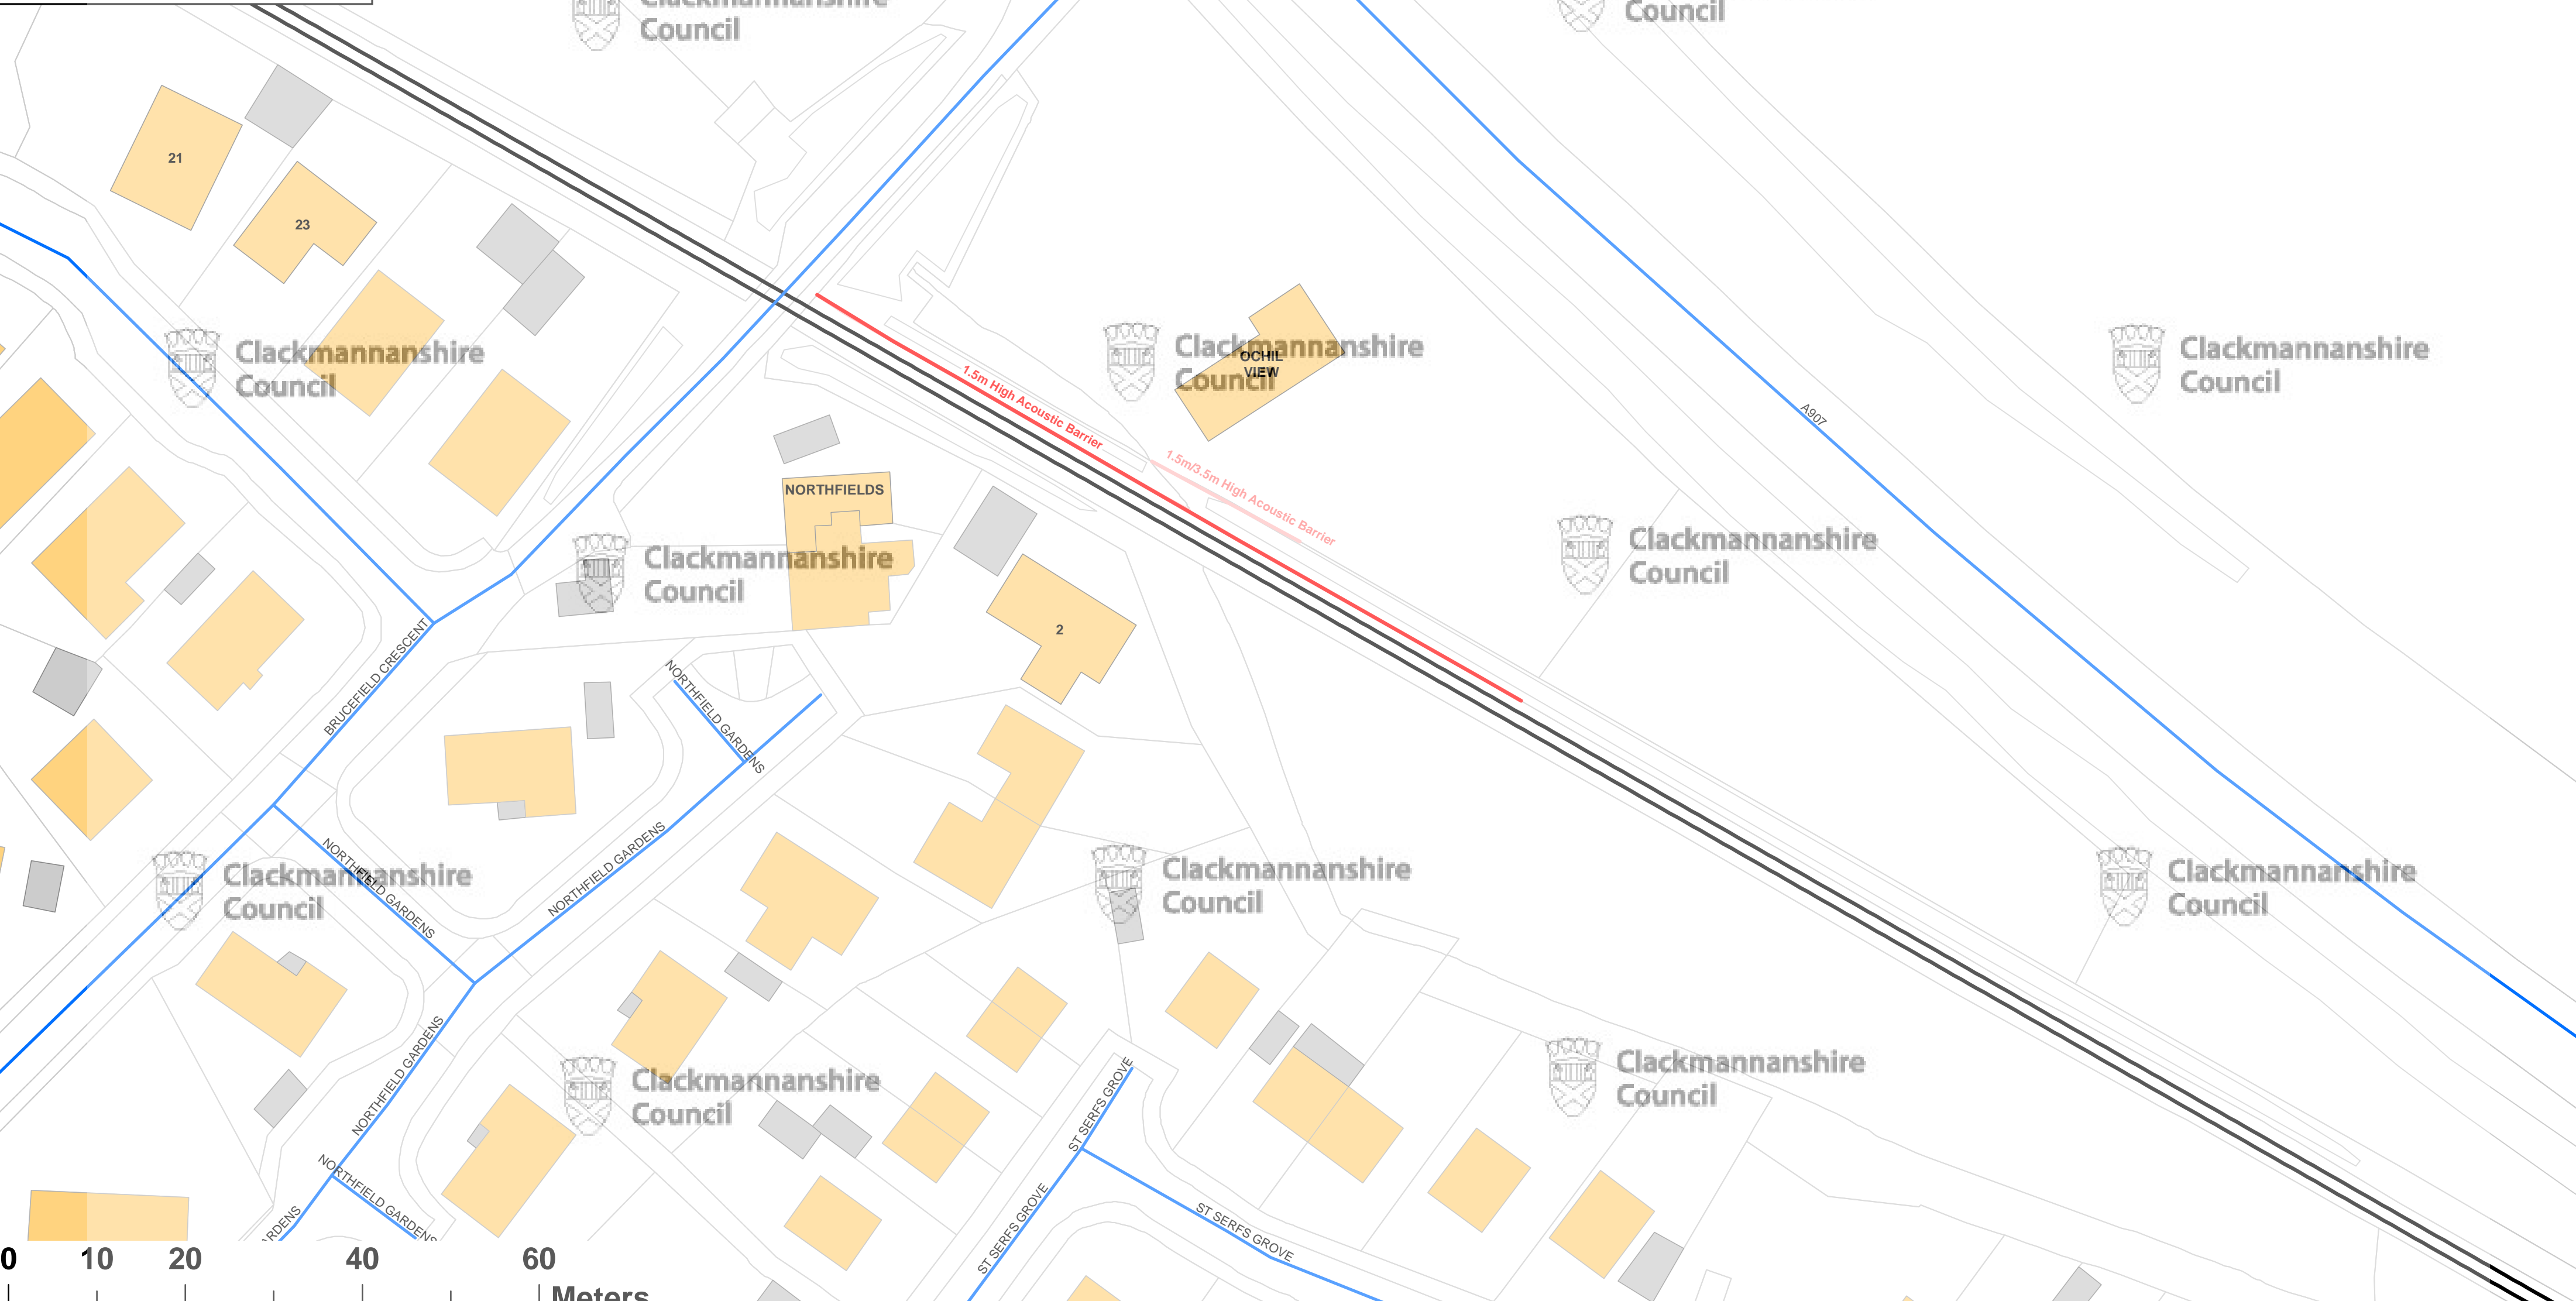 Clackmannanshire
Council
Council
21
23
Clackmannanshire
Council
OCHIL
VIEW
Clackmannanshire
Council
Clackmannanshire
Council
A907
1.5m High Acoustic Barrier
1.5m/3.5m High Acoustic Barrier
NORTHFIELDS
Clackmannanshire
Council
Clackmannanshire
Council
2
BRUCEFIELD CRESCENT
NORTHFIELD GARDENS
NORTHFIELD GARDENS
NORTHFIELD GARDENS
Clackmannanshire
Council
Clackmannanshire
Council
Clackmannanshire
Council
NORTHFIELD GARDENS
Clackmannanshire
Council
ST SERFS GROVE
Clackmannanshire
Council
NORTHFIELD GARDENS
ST SERFS GROVE
ST SERFS GROVE
ARDENS
0 10 20 40 60
Meters